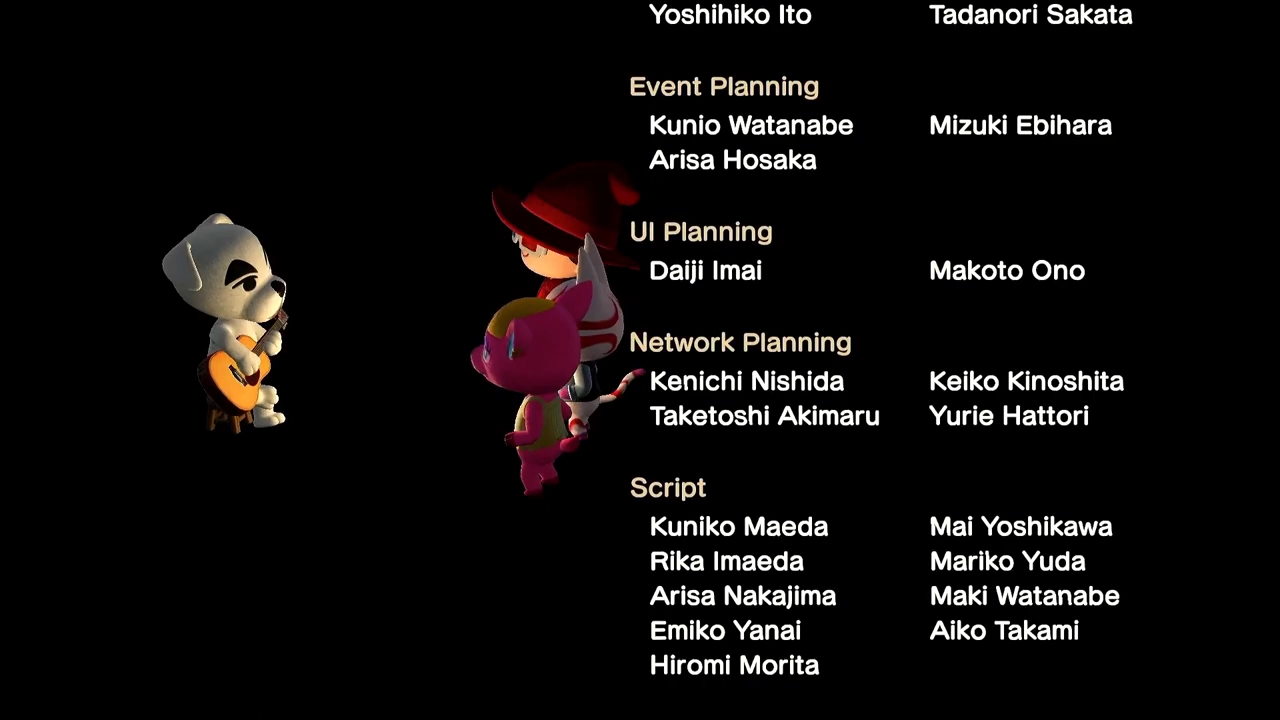 Yoshihiko Ito Tadanori Sakata
Event Planning
Kunio Watanabe Mizuki Ebihara
Arisa Hosaka
UI Planning
Daiji Imai Makoto Ono
Network Planning
Kenichi Nishida Keiko Kinoshita
Taketoshi Akimaru Yurie Hattori
Script
Kuniko Maeda Mai Yoshikawa
Rika Imaeda Mariko Yuda
Arisa Nakajima Maki Watanabe
Emiko Yanai Aiko Takami
Hiromi Morita